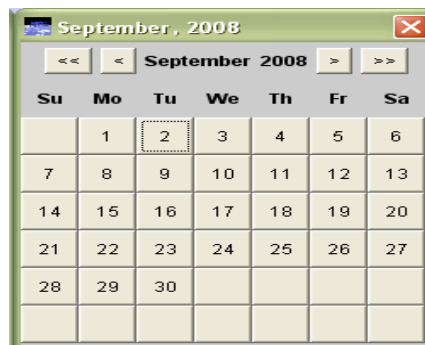 September, 2008
<< < September 2008 > >>
Su Mo Tu We Th Fr Sa
1 2 3 4 5 6
7 8 9 10 11 12 13
14 15 16 17 18 19 20
21 22 23 24 25 26 27
28 29 30